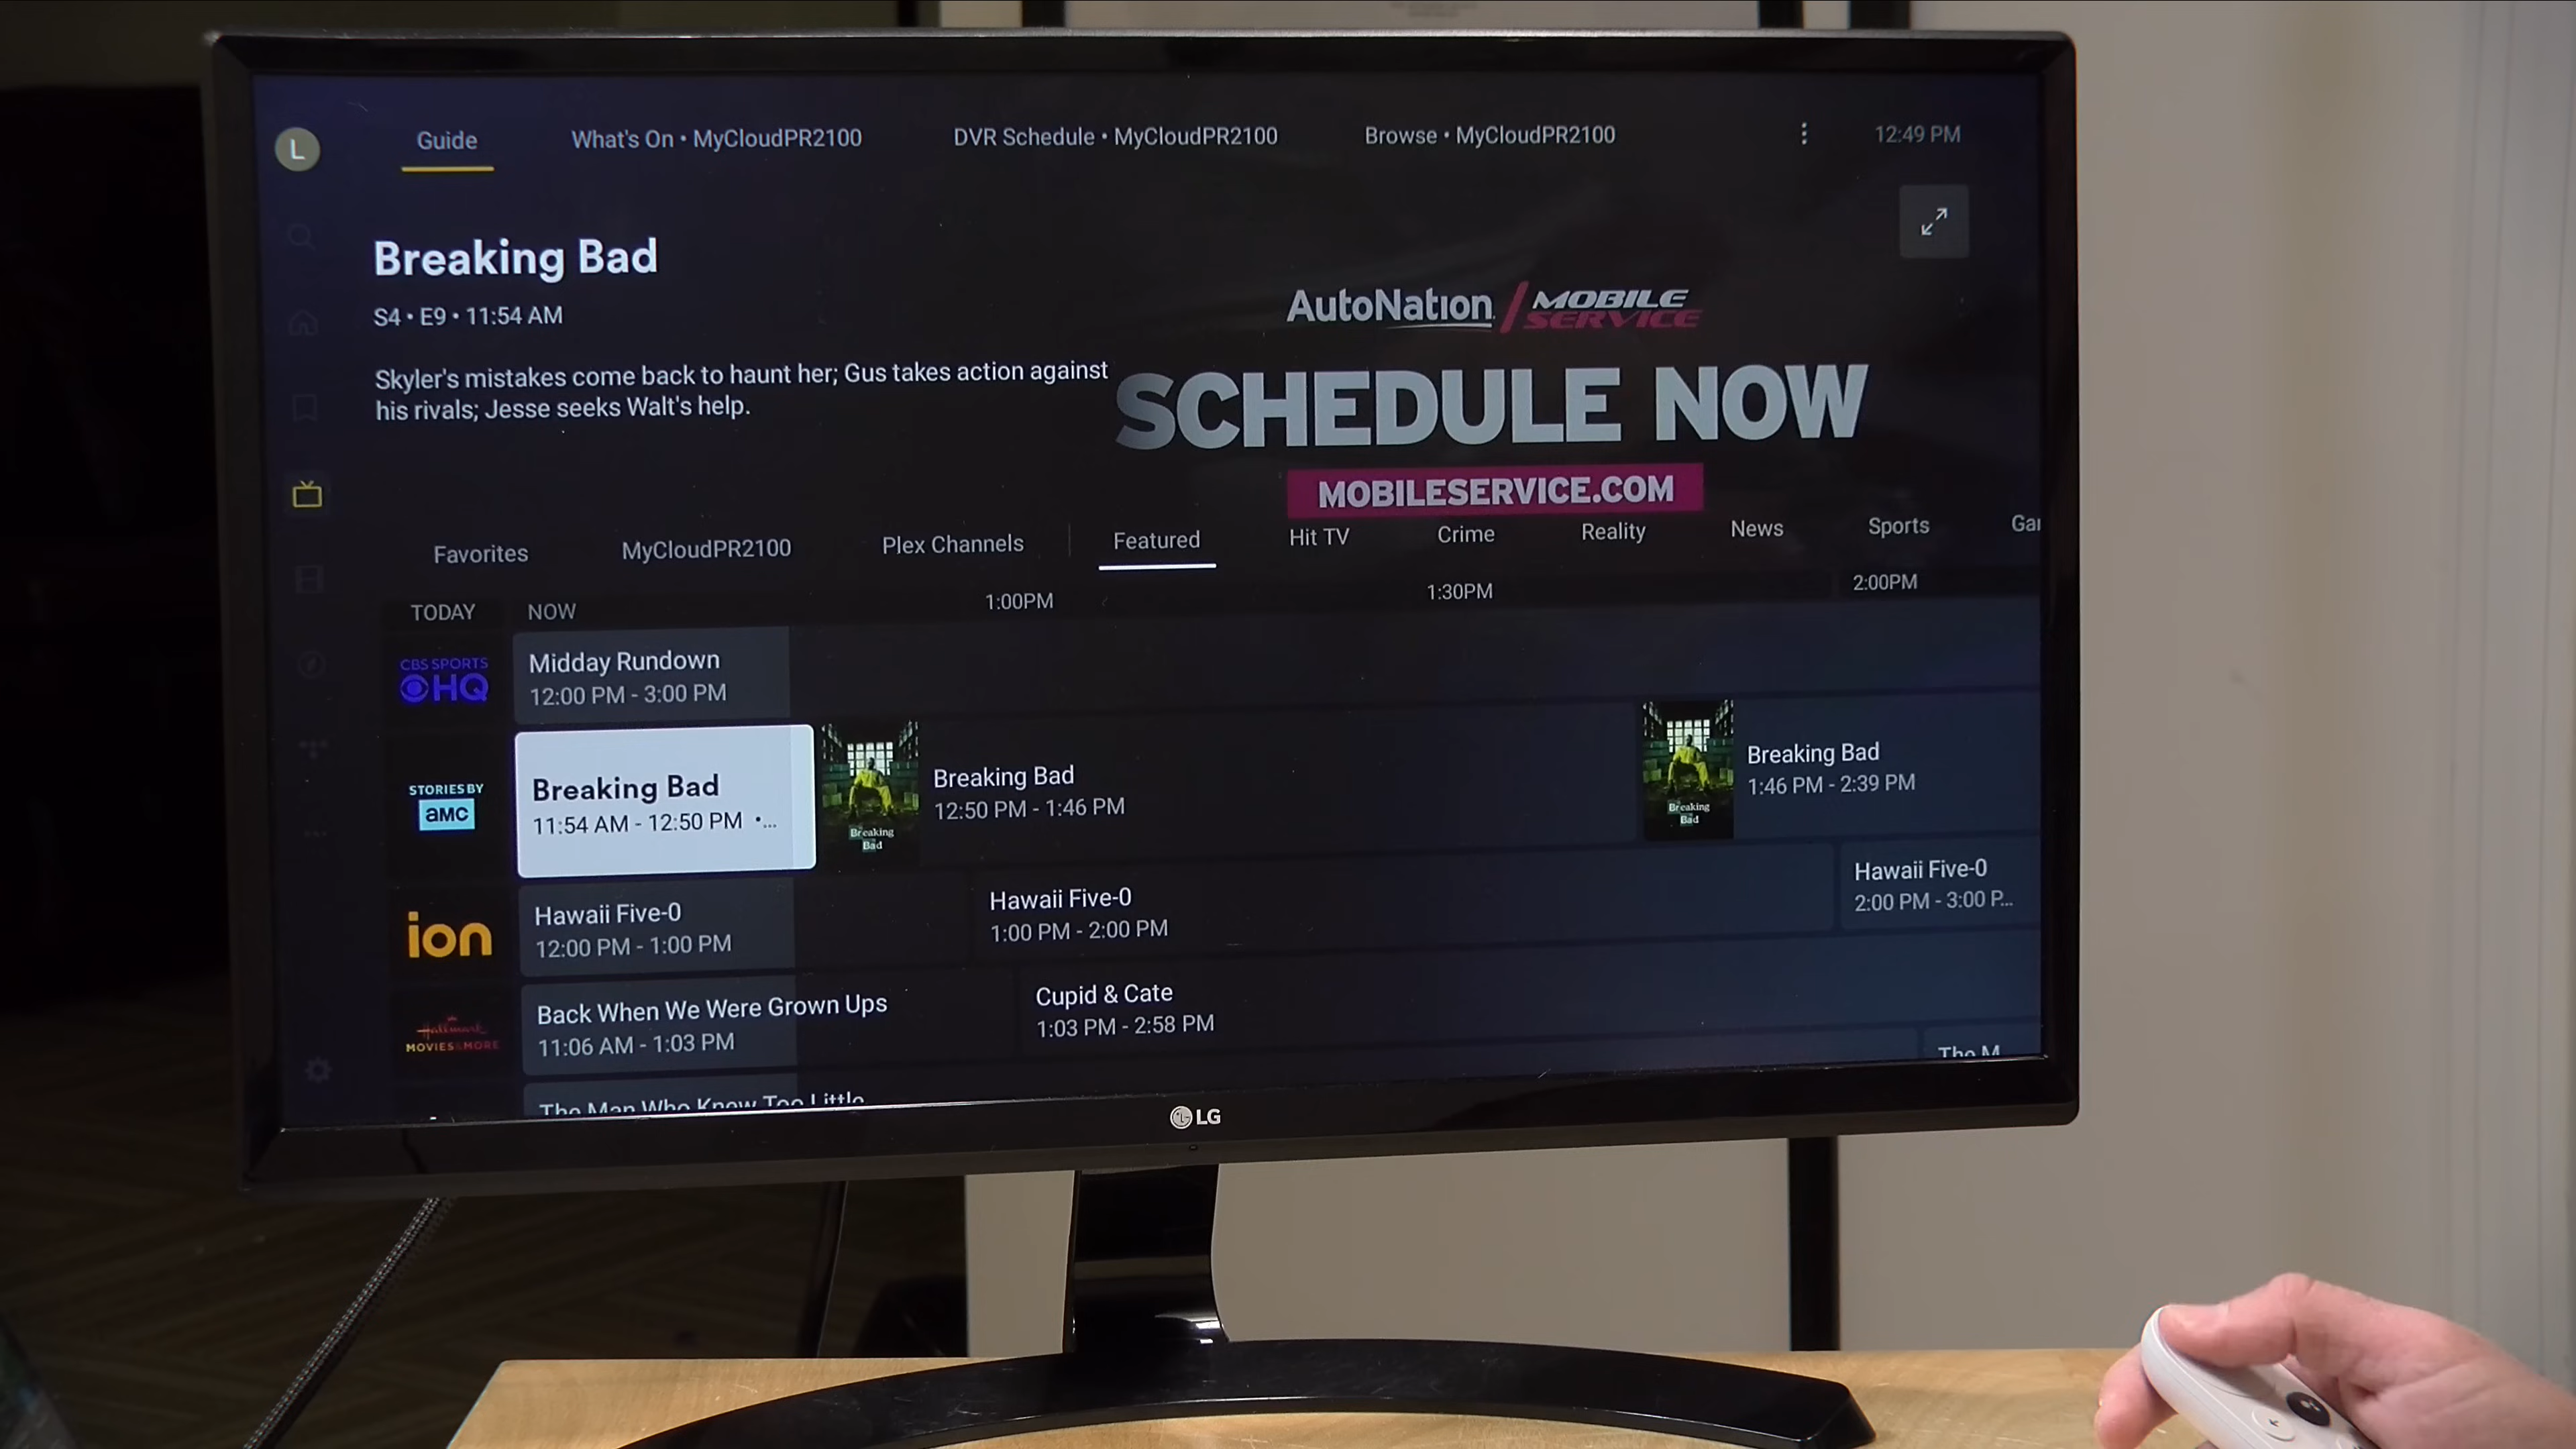 L
Guide
What's On • MyCloudPR2100
DVR Schedule • MyCloudPR2100
Browse • MyCloudPR2100
12:49 PM
Breaking Bad
S4 • E9 • 11:54 AM
Skyler's mistakes come back to haunt her; Gus takes action against
his rivals; Jesse seeks Walt's help.
AutoNation
MOBILE
SERVICE
SCHEDULE NOW
MOBILESERVICE.COM
Favorites
MyCloudPR2100
Plex Channels
Featured
Hit TV
Crime
Reality
News
Sports
Gar
TODAY
NOW
1:00PM
1:30PM
2:00PM
CBS SPORTS
HQ
Midday Rundown
12:00 PM - 3:00 PM
STORIES BY
aMC
Breaking Bad
11:54 AM - 12:50 PM •...
Breaking
Bad
Breaking Bad
12:50 PM - 1:46 PM
Breaking
Bad
Breaking Bad
1:46 PM - 2:39 PM
ion
Hawaii Five-0
12:00 PM - 1:00 PM
Hawaii Five-0
1:00 PM - 2:00 PM
Hawaii Five-0
2:00 PM - 3:00 P...
Hallmark
MOVIES&MORE
Back When We Were Grown Ups
11:06 AM - 1:03 PM
Cupid & Cate
1:03 PM - 2:58 PM
The M
The Man Who Knew Too Little
LG